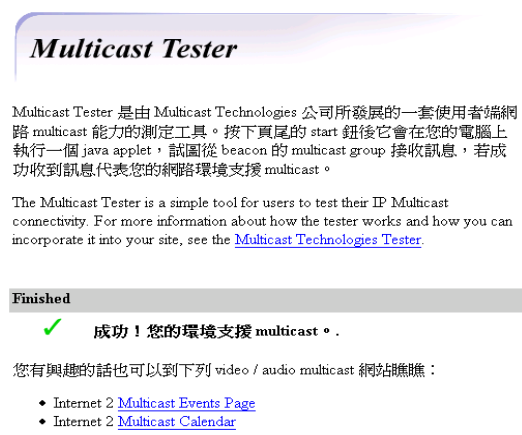 Multicast Tester
Multicast Tester 是由 Multicast Technologies 公司所發展的一套使用者端網
路 multicast 能力的測定工具。按下頁尾的 start 鈕後它會在您的電腦上
執行一個 java applet，試圖從 beacon 的 multicast group 接收訊息，若成
功收到訊息代表您的網路環境支援 multicast。
The Multicast Tester is a simple tool for users to test their IP Multicast
connectivity. For more information about how the tester works and how you can
incorporate it into your site, see the Multicast Technologies Tester.
Finished
✓ 成功！您的環境支援 multicast。.
您有興趣的話也可以到下列 video / audio multicast 網站瞧瞧：
◆ Internet 2 Multicast Events Page
◆ Internet 2 Multicast Calendar